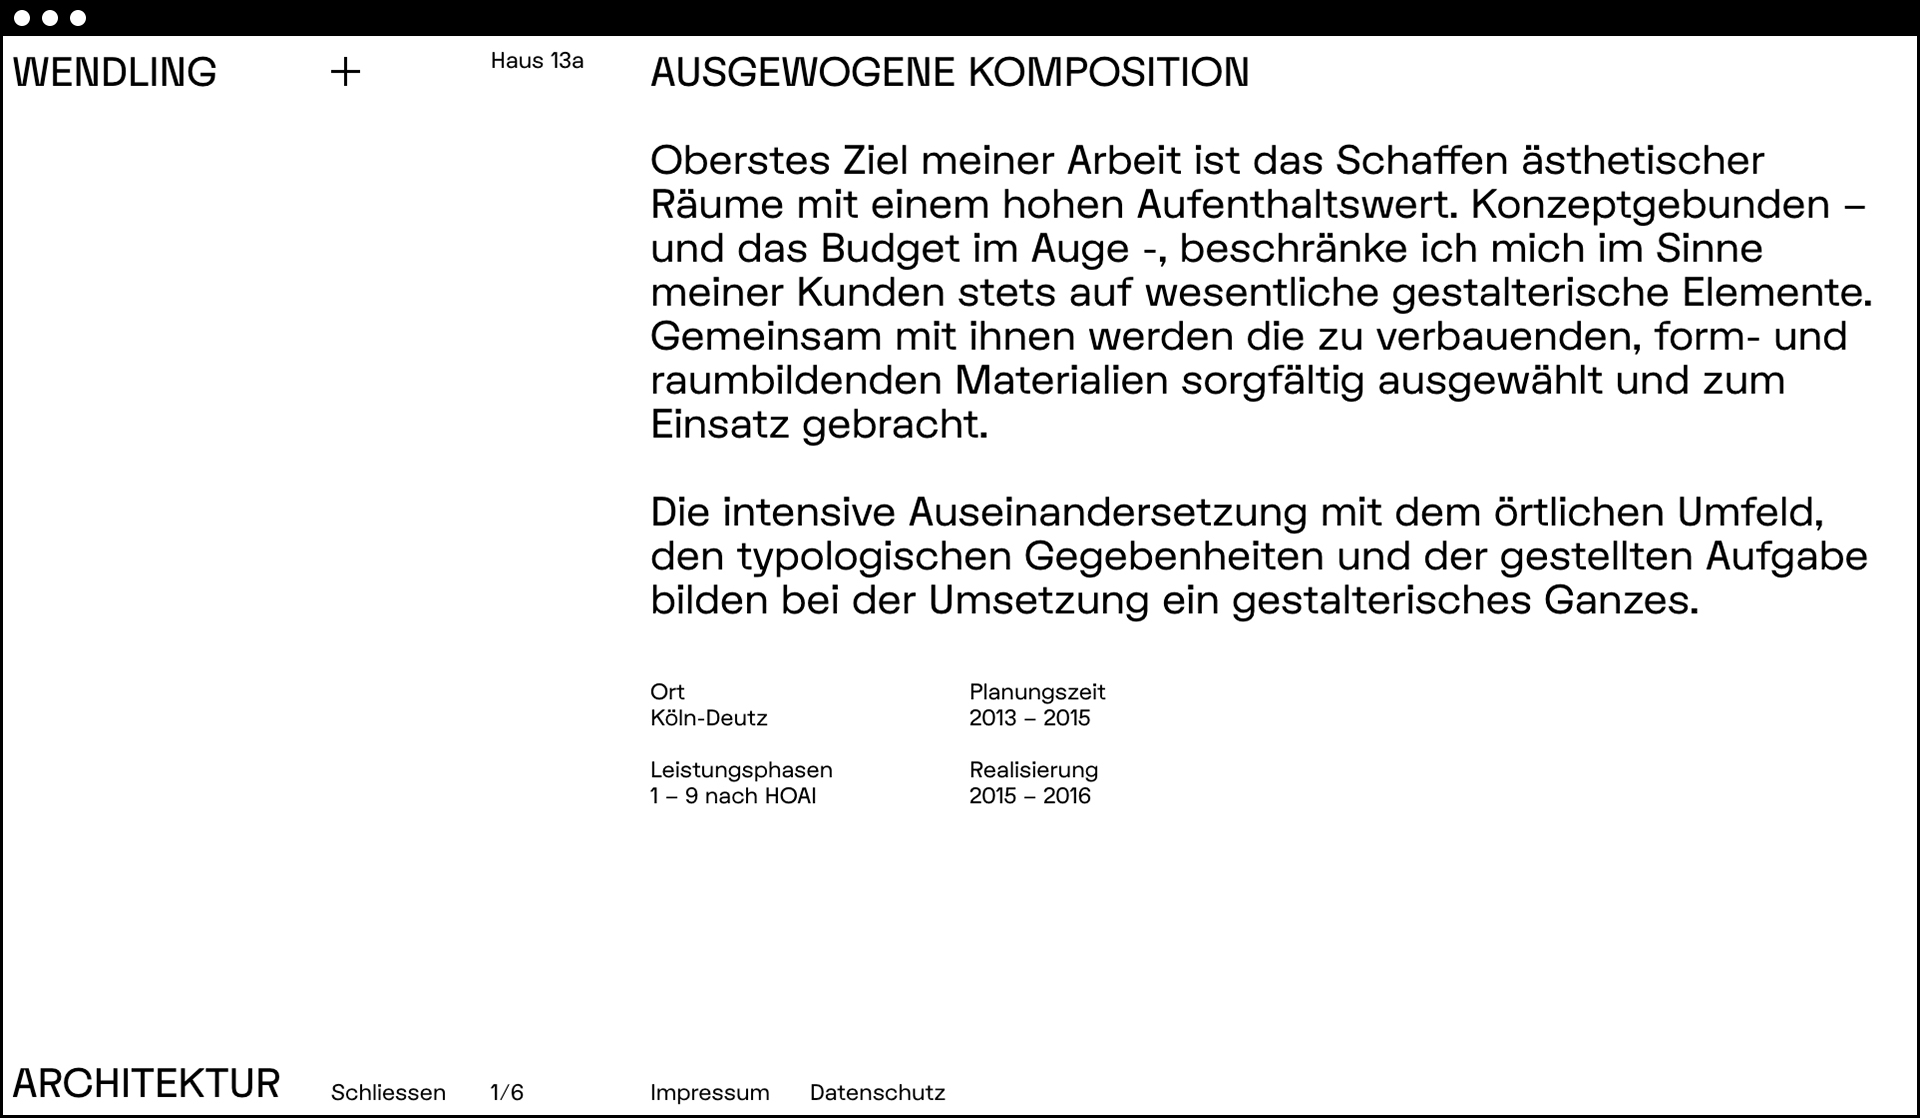 WENDLING
+
Haus 13a
AUSGEWOGENE KOMPOSITION
Oberstes Ziel meiner Arbeit ist das Schaffen ästhetischer
Räume mit einem hohen Aufenthaltswert. Konzeptgebunden –
und das Budget im Auge -, beschränke ich mich im Sinne
meiner Kunden stets auf wesentliche gestalterische Elemente.
Gemeinsam mit ihnen werden die zu verbauenden, form- und
raumbildenden Materialien sorgfältig ausgewählt und zum
Einsatz gebracht.
Die intensive Auseinandersetzung mit dem örtlichen Umfeld,
den typologischen Gegebenheiten und der gestellten Aufgabe
bilden bei der Umsetzung ein gestalterisches Ganzes.
Ort
Köln-Deutz
Planungszeit
2013 – 2015
Leistungsphasen
1 – 9 nach HOAI
Realisierung
2015 – 2016
ARCHITEKTUR
Schliessen
1/6
Impressum
Datenschutz